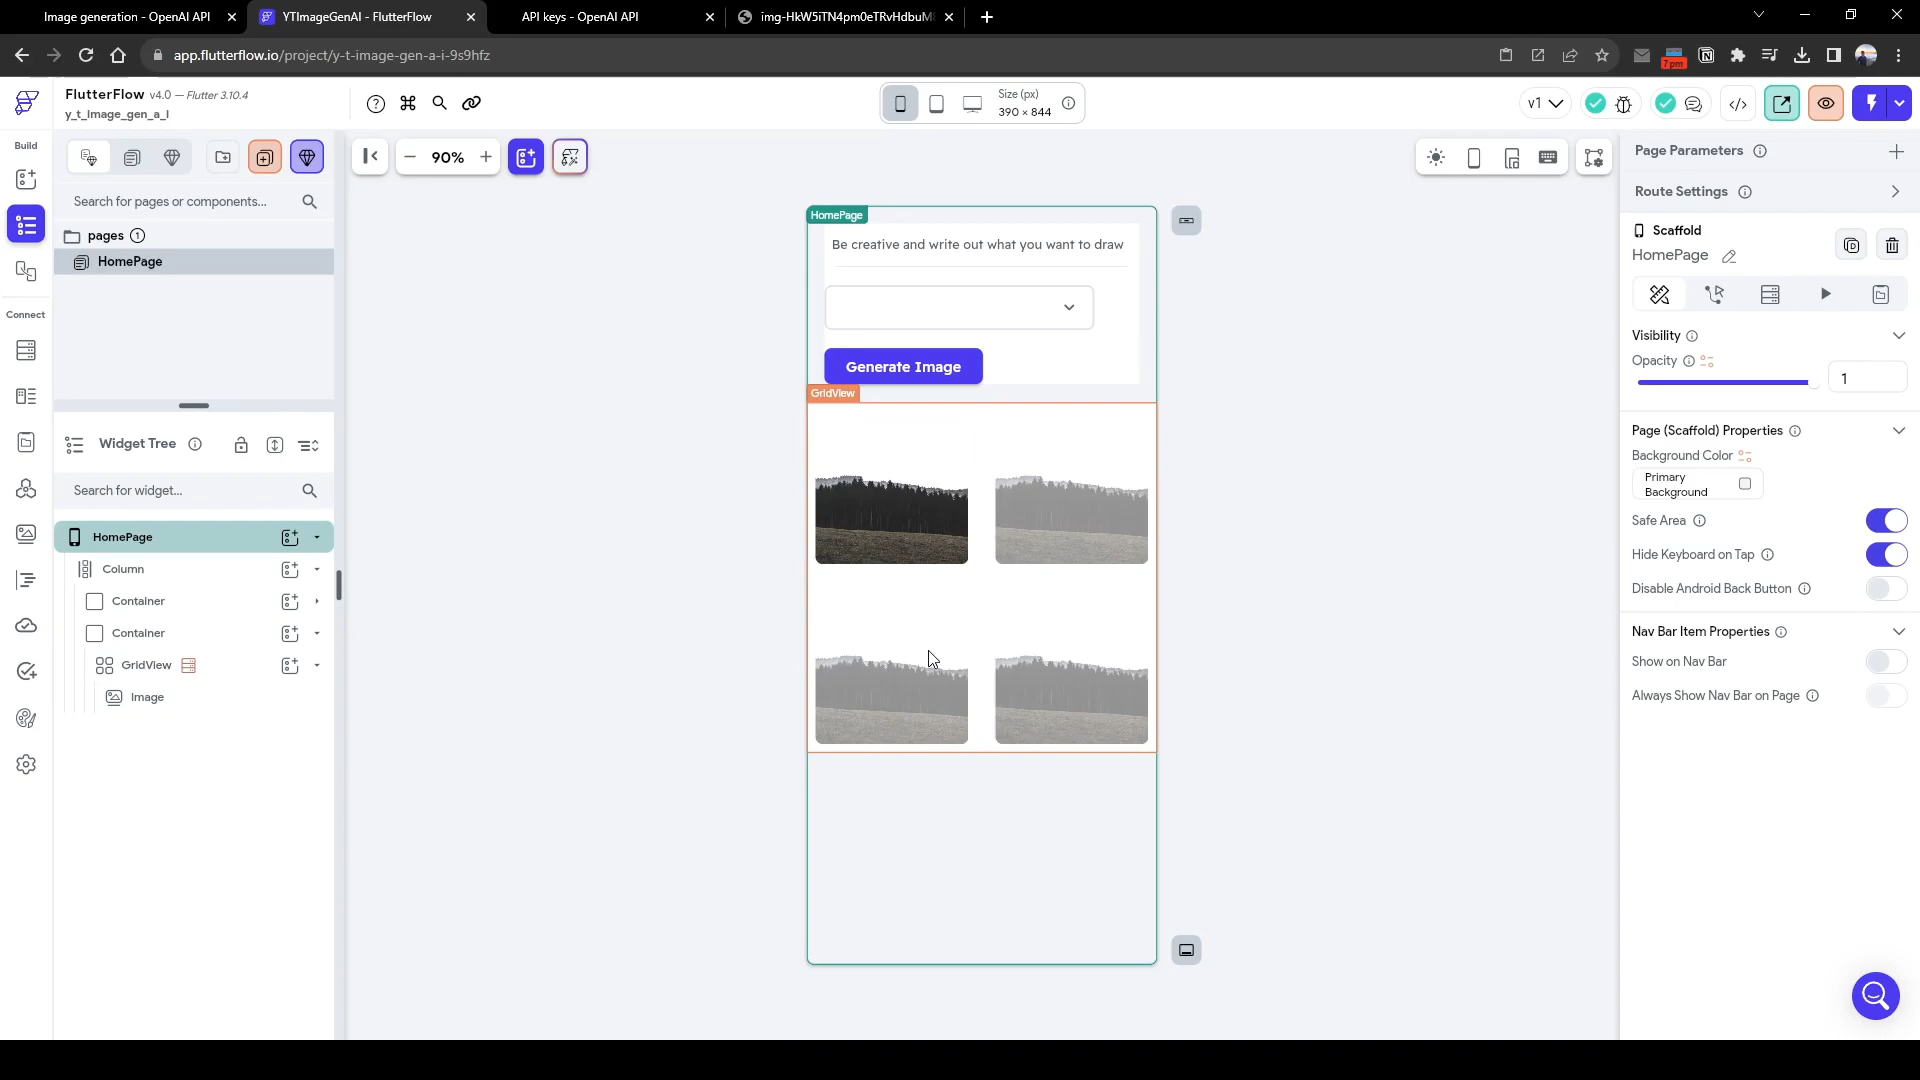 Image generation - OpenAI API
YTImageGenAI - FlutterFlow
API keys - OpenAI API
img-HkW5iTN4pm0eTRvHdbuM
app.flutterflow.io/project/y-t-image-gen-a-i-9s9hfz
7pm
FlutterFlow v4.0 — Flutter 3.10.4
y_t_Image_gen_a_I
Size (px)
390 × 844
v1
Build
90%
Page Parameters
Search for pages or components...
Route Settings
pages 1
HomePage
Connect
HomePage
Be creative and write out what you want to draw
Generate Image
GridView
Scaffold
HomePage
Visibility
Opacity
1
Page (Scaffold) Properties
Background Color
Primary
Background
Safe Area
Hide Keyboard on Tap
Disable Android Back Button
Nav Bar Item Properties
Show on Nav Bar
Always Show Nav Bar on Page
Widget Tree
Search for widget...
HomePage
Column
Container
Container
GridView
Image